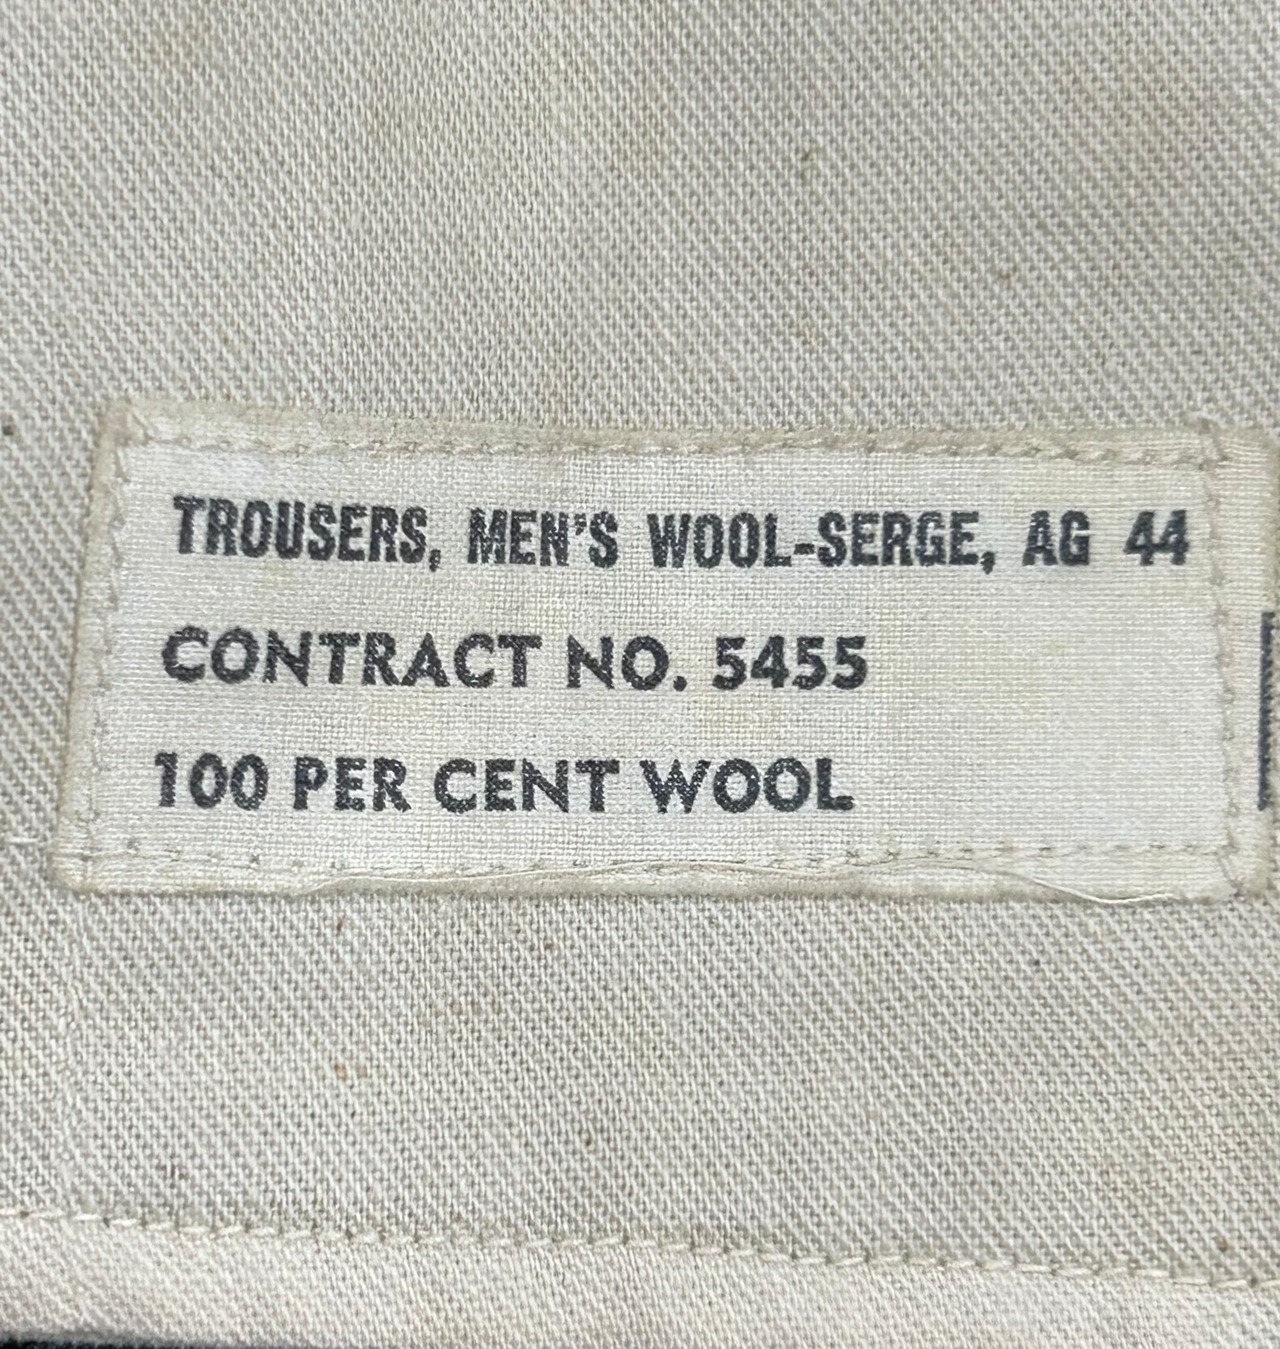 TROUSERS, MEN'S WOOL-SERGE, AG 44
CONTRACT NO. 5455
100 PER CENT WOOL